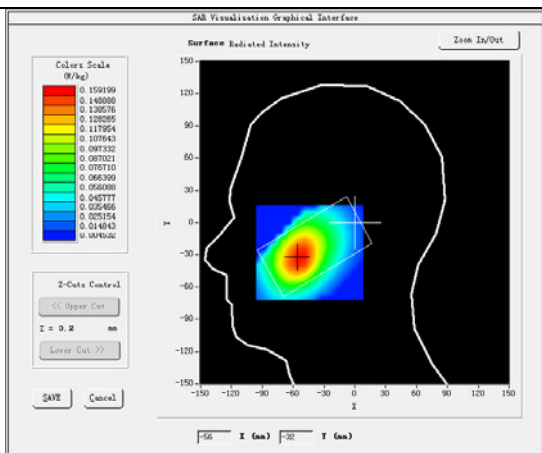 SAR Visualisation Graphical Interface
Surface Radiated Intensity
Zoom In/Out
Colors Scale
(W/kg)
0.159199
0.148888
0.138576
0.128265
0.117954
0.107643
0.097332
0.087021
0.076710
0.066399
0.056088
0.045777
0.035466
0.025154
0.014843
0.004532
150
120
90
60
30
0
-30
-60
-90
-120
-150
Y
-150 -120 -90 -60 -30 0 30 60 90 120 150
X
Z-Cuts Control
<< Upper Cut
Z = 3.2 mm
Lower Cut >>
SAVE Cancel
-56 X (mm) -32 Y (mm)